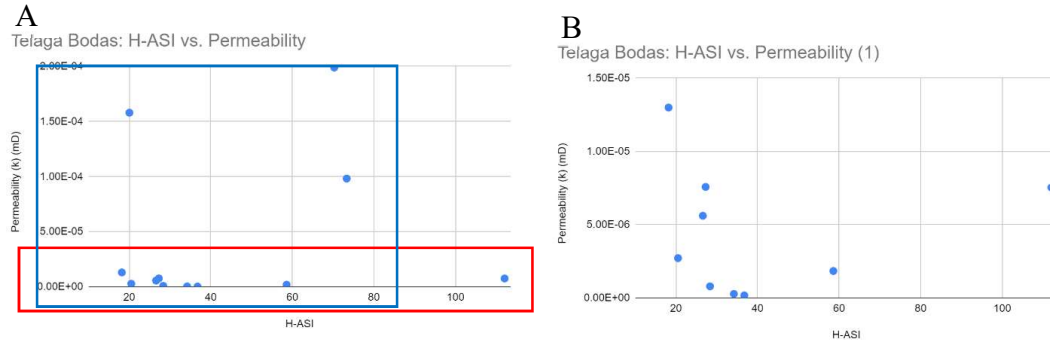 A
Telaga Bodas: H-ASI vs. Permeability
2.00E-04
1.50E-04
1.00E-04
5.00E-05
0.00E+00
Permeability (k) (mD)
20
40
60
80
100
H-ASI
B
Telaga Bodas: H-ASI vs. Permeability (1)
1.50E-05
1.00E-05
5.00E-06
0.00E+00
Permeability (k) (mD)
20
40
60
80
100
H-ASI